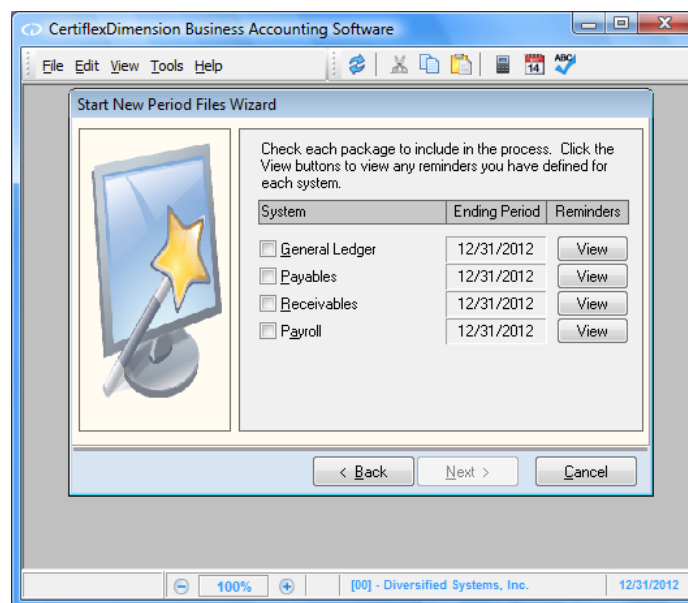 CertiflexDimension Business Accounting Software
File Edit View Tools Help
14 ABC
Start New Period Files Wizard
Check each package to include in the process. Click the
View buttons to view any reminders you have defined for
each system.
System Ending Period Reminders
General Ledger 12/31/2012 View
Payables 12/31/2012 View
Receivables 12/31/2012 View
Payroll 12/31/2012 View
< Back Next > Cancel
100% [00] - Diversified Systems, Inc. 12/31/2012